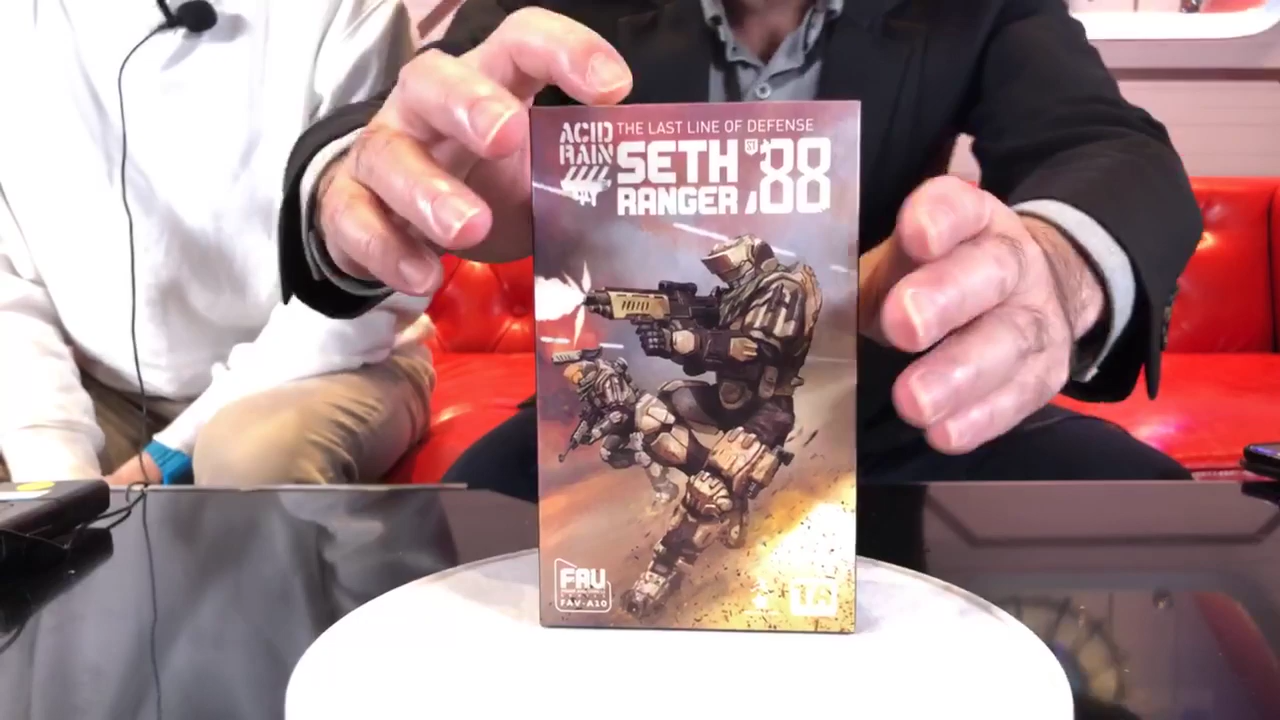 ACID RAIN
THE LAST LINE OF DEFENSE
SETH
RANGER
ST
'88
FAV
FAV-A10